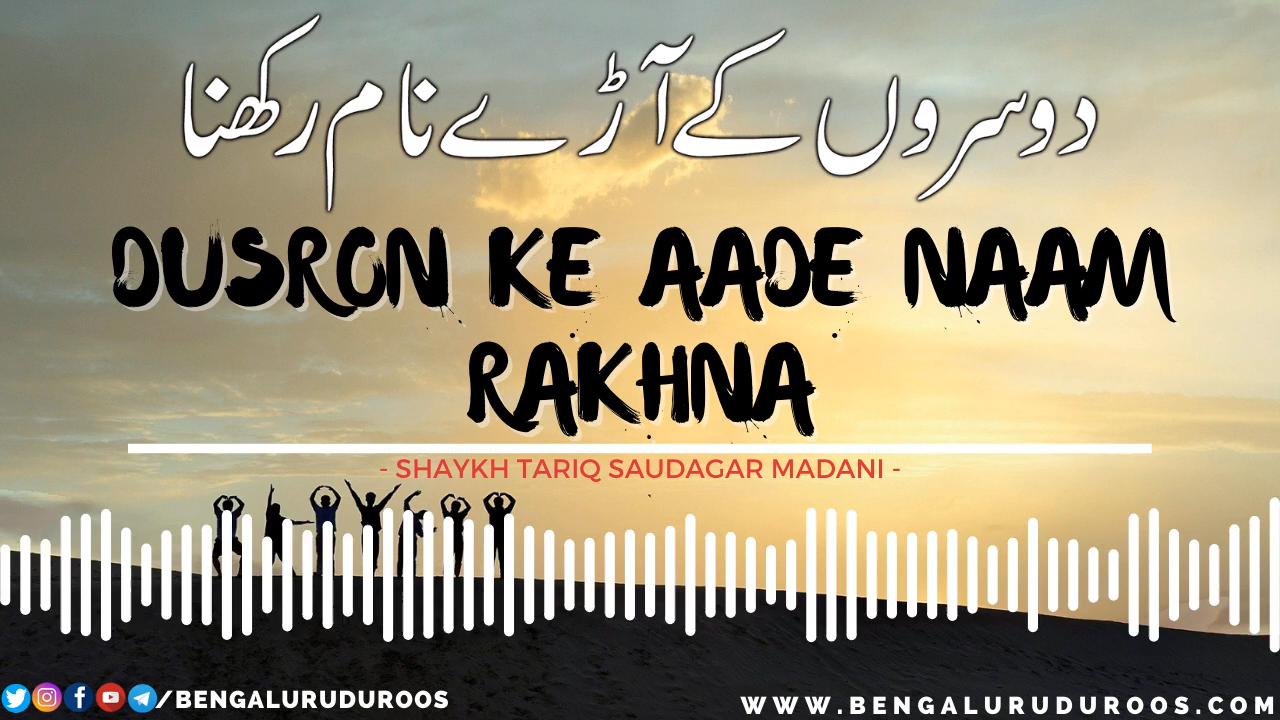 دوسروں کے آڑے نام رکھنا
DUSRON KE AADE NAAM
RAKHNA
- SHAYKH TARIQ SAUDAGAR MADANI -
/BENGALURUDUROOS
WWW.BENGALURUDUROOS.COM